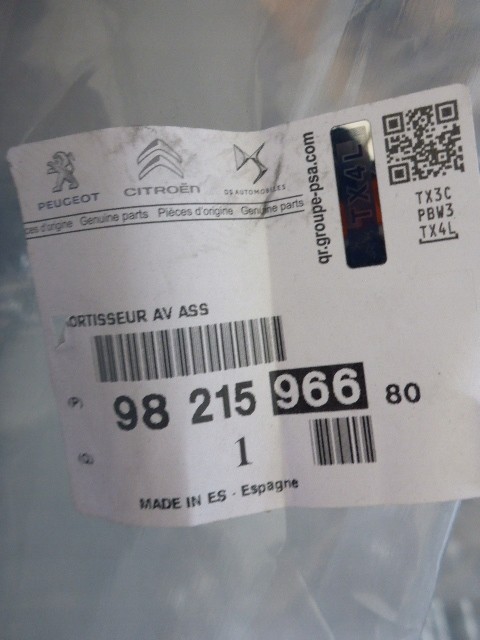 PEUGEOT CITROËN DS AUTOMOBILES
ces d'origine Genuine parts Pièces d'origine Genuine parts
qr.groupe-psa.com
TX4L
TX3C
PBW3
TX4L
ORTISSEUR AV ASS
(P) 98 215 966 80
(Q) 1
MADE IN ES - Espagne